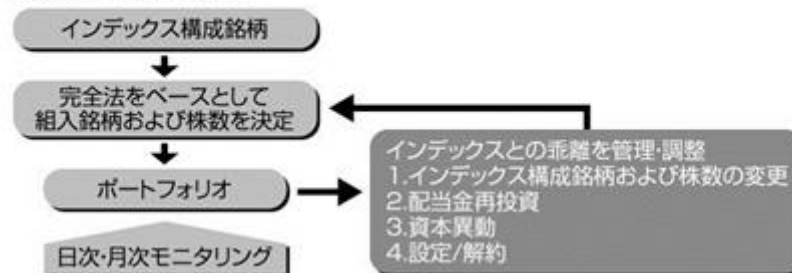 インデックス構成銘柄
完全法をベースとして
組入銘柄および株数を決定
ポートフォリオ
日次・月次モニタリング
インデックスとの乖離を管理・調整
1.インデックス構成銘柄および株数の変更
2.配当金再投資
3.資本異動
4.設定/解約